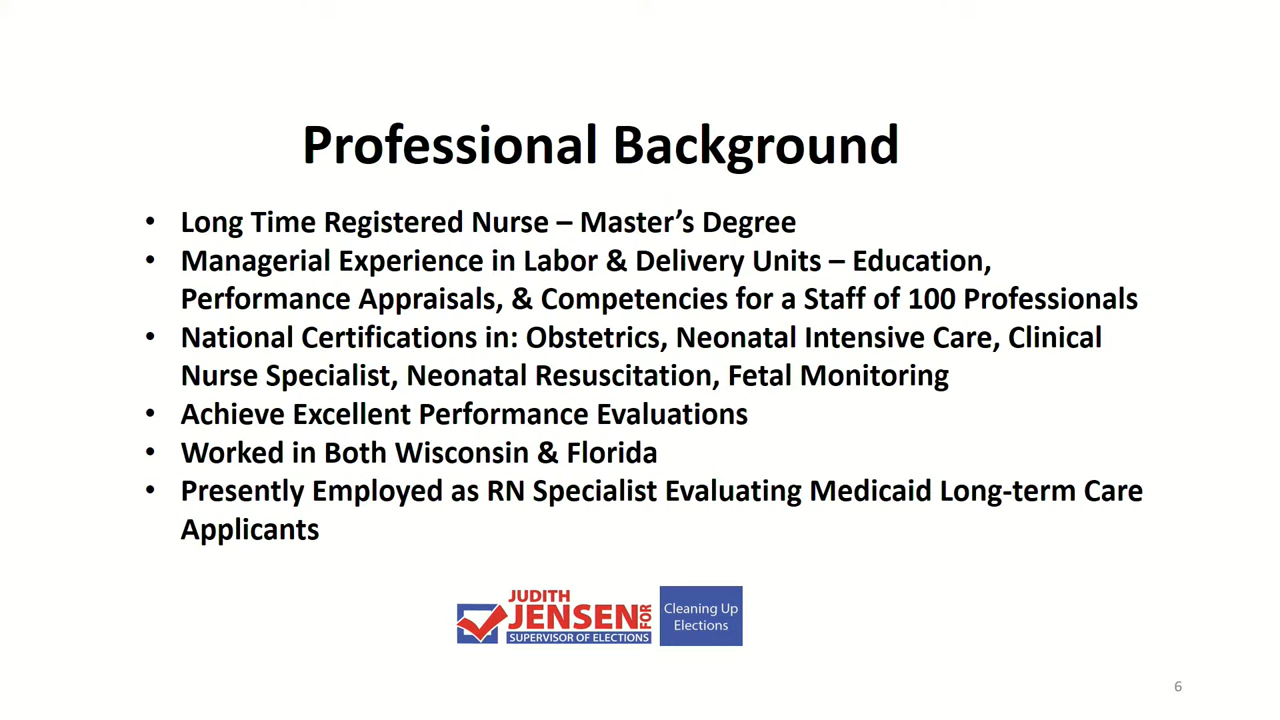 Professional Background
• Long Time Registered Nurse – Master’s Degree
• Managerial Experience in Labor & Delivery Units – Education,
Performance Appraisals, & Competencies for a Staff of 100 Professionals
• National Certifications in: Obstetrics, Neonatal Intensive Care, Clinical
Nurse Specialist, Neonatal Resuscitation, Fetal Monitoring
• Achieve Excellent Performance Evaluations
• Worked in Both Wisconsin & Florida
• Presently Employed as RN Specialist Evaluating Medicaid Long-term Care
Applicants
JUDITH
JENSEN FOR
SUPERVISOR OF ELECTIONS
Cleaning Up
Elections
6